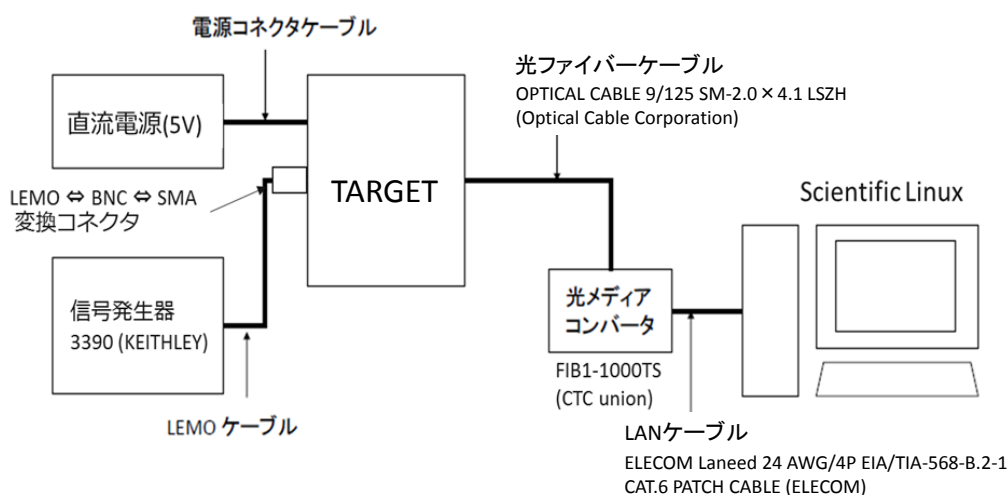 電源コネクタケーブル
直流電源(5V)
LEMO ⇔ BNC ⇔ SMA
変換コネクタ
信号発生器
3390 (KEITHLEY)
LEMO ケーブル
TARGET
光ファイバーケーブル
OPTICAL CABLE 9/125 SM-2.0×4.1 LSZH
(Optical Cable Corporation)
Scientific Linux
光メディア
コンバータ
FIB1-1000TS
(CTC union)
LANケーブル
ELECOM Laneed 24 AWG/4P EIA/TIA-568-B.2-1
CAT.6 PATCH CABLE (ELECOM)